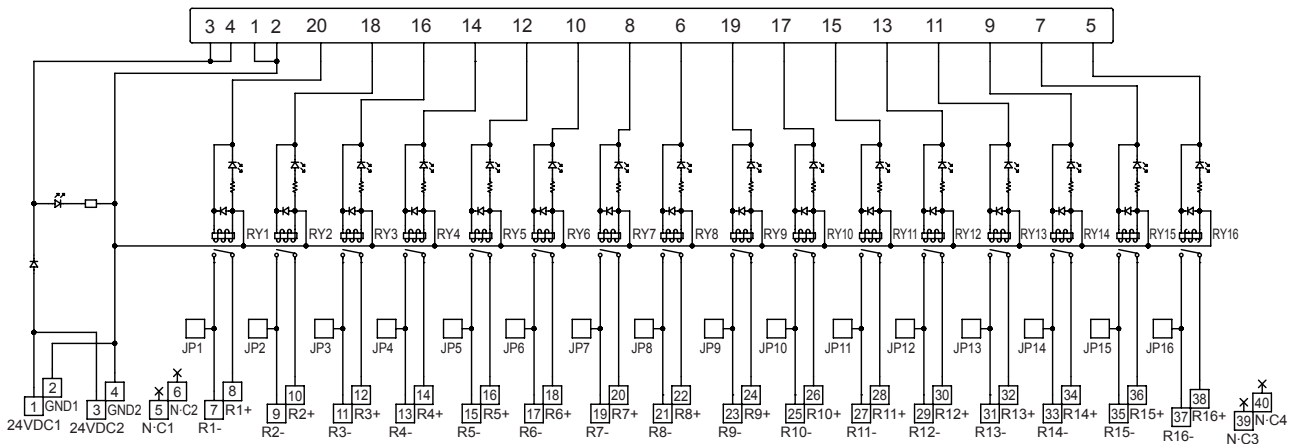 3 4 1 2 20 18 16 14 12 10 8 6 19 17 15 13 11 9 7 5
RY1 RY2 RY3 RY4 RY5 RY6 RY7 RY8 RY9 RY10 RY11 RY12 RY13 RY14 RY15 RY16
JP1 JP2 JP3 JP4 JP5 JP6 JP7 JP8 JP9 JP10 JP11 JP12 JP13 JP14 JP15 JP16
2 4 6 8 10 12 14 16 18 20 22 24 26 28 30 32 34 36 38 40
1 GND1 3 GND2 5 N·C2 7 R1+ 9 R2+ 11 R3+ 13 R4+ 15 R5+ 17 R6+ 19 R7+ 21 R8+ 23 R9+ 25 R10+ 27 R11+ 29 R12+ 31 R13+ 33 R14+ 35 R15+ 37 R16+ 39 N·C4
24VDC1 24VDC2 N·C1 R1- R2- R3- R4- R5- R6- R7- R8- R9- R10- R11- R12- R13- R14- R15- R16- N·C3